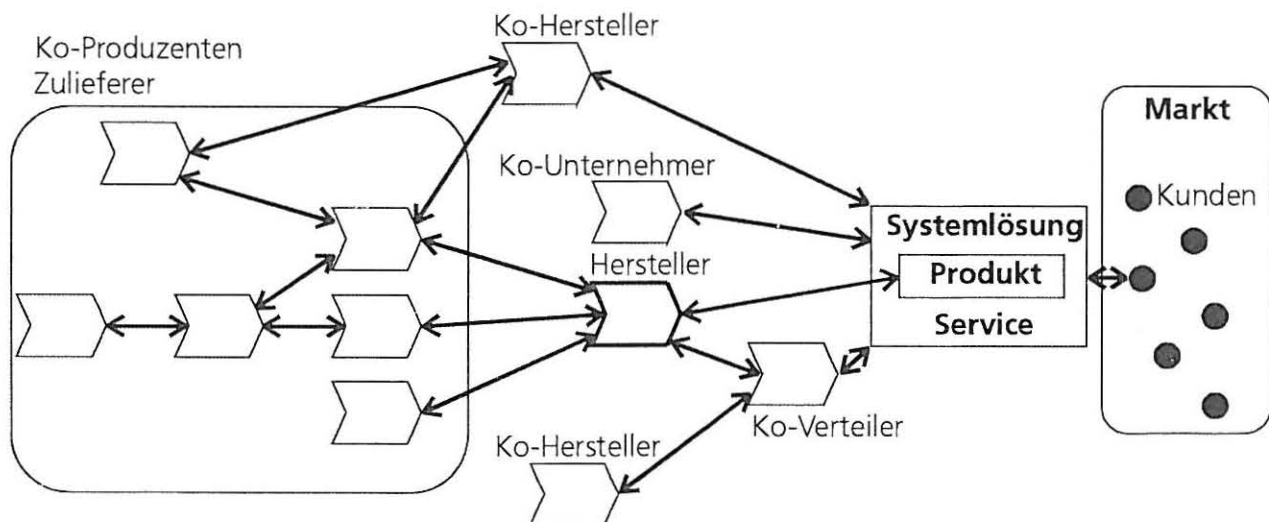 Ko-Hersteller
Ko-Produzenten
Zulieferer
Markt
Ko-Unternehmer
Kunden
Systemlösung
Hersteller
Produkt
Service
Ko-Verteiler
Ko-Hersteller